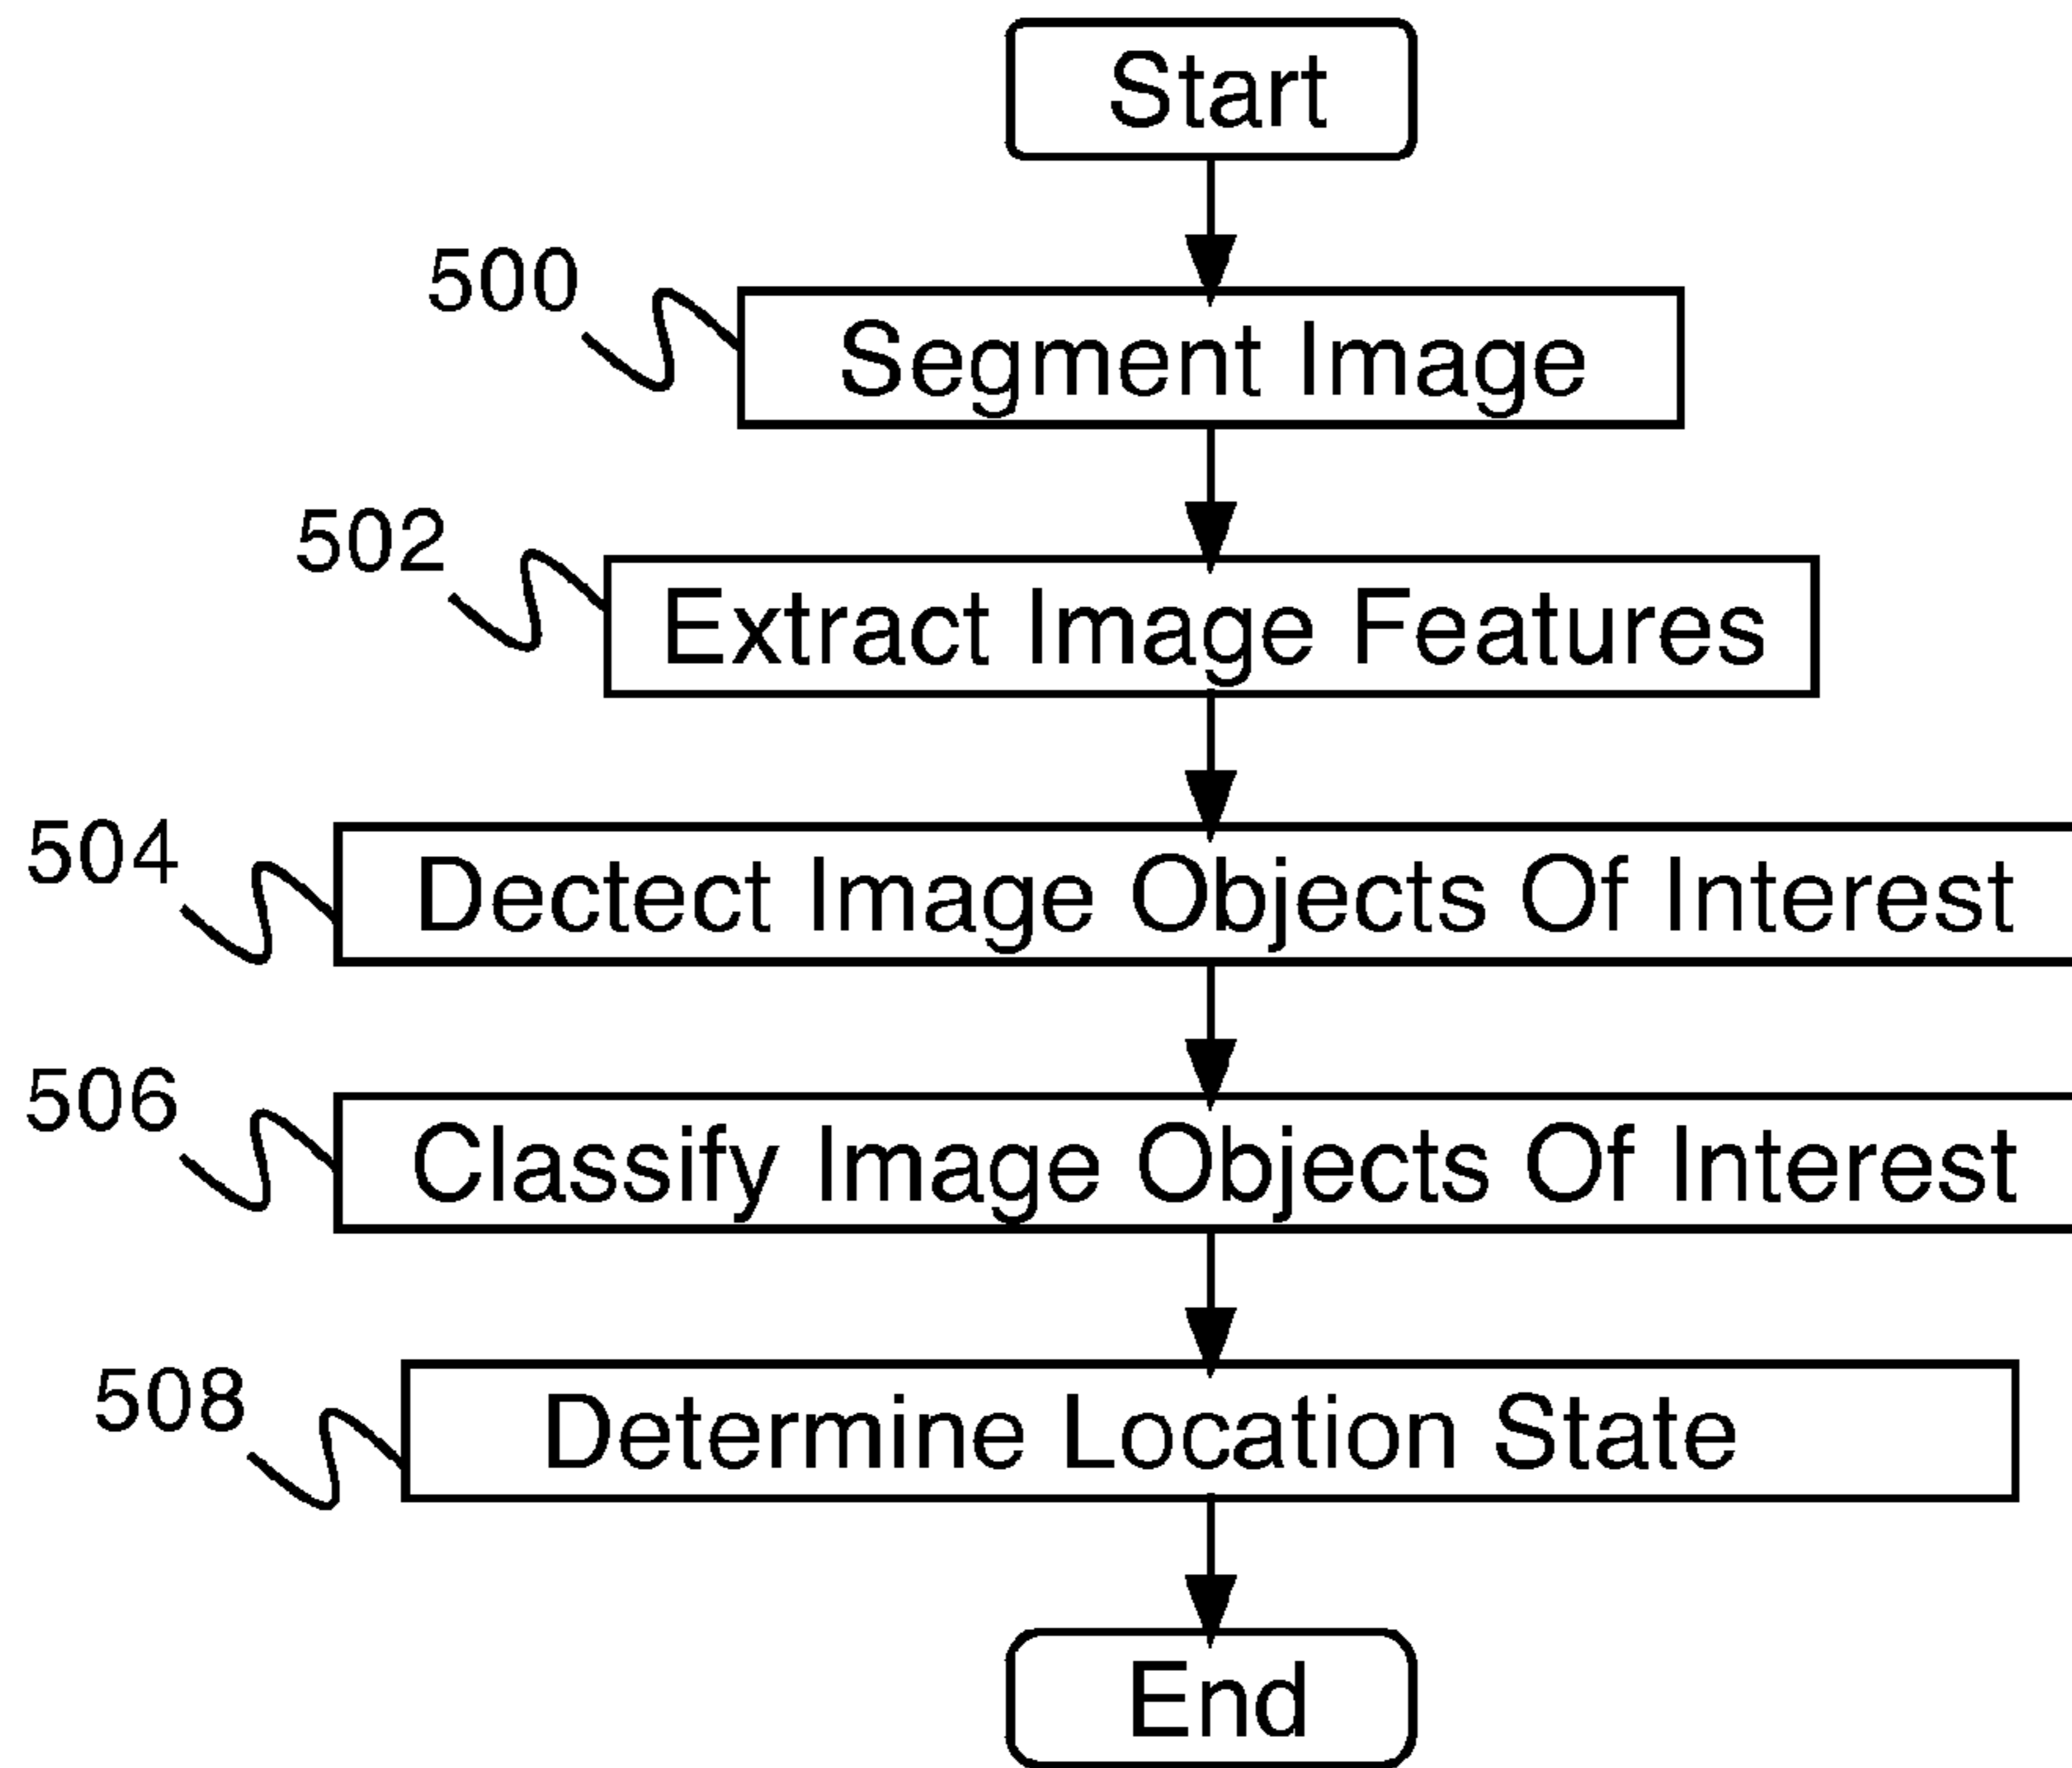 Start
500
Segment Image
502
Extract Image Features
504
Dectect Image Objects Of Interest
506
Classify Image Objects Of Interest
508
Determine Location State
End